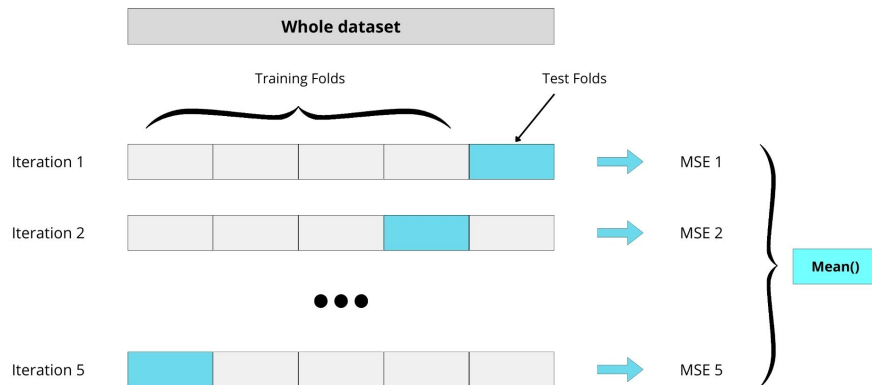 Whole dataset
Training Folds
Test Folds
Iteration 1
MSE 1
Iteration 2
MSE 2
Mean()
Iteration 5
MSE 5